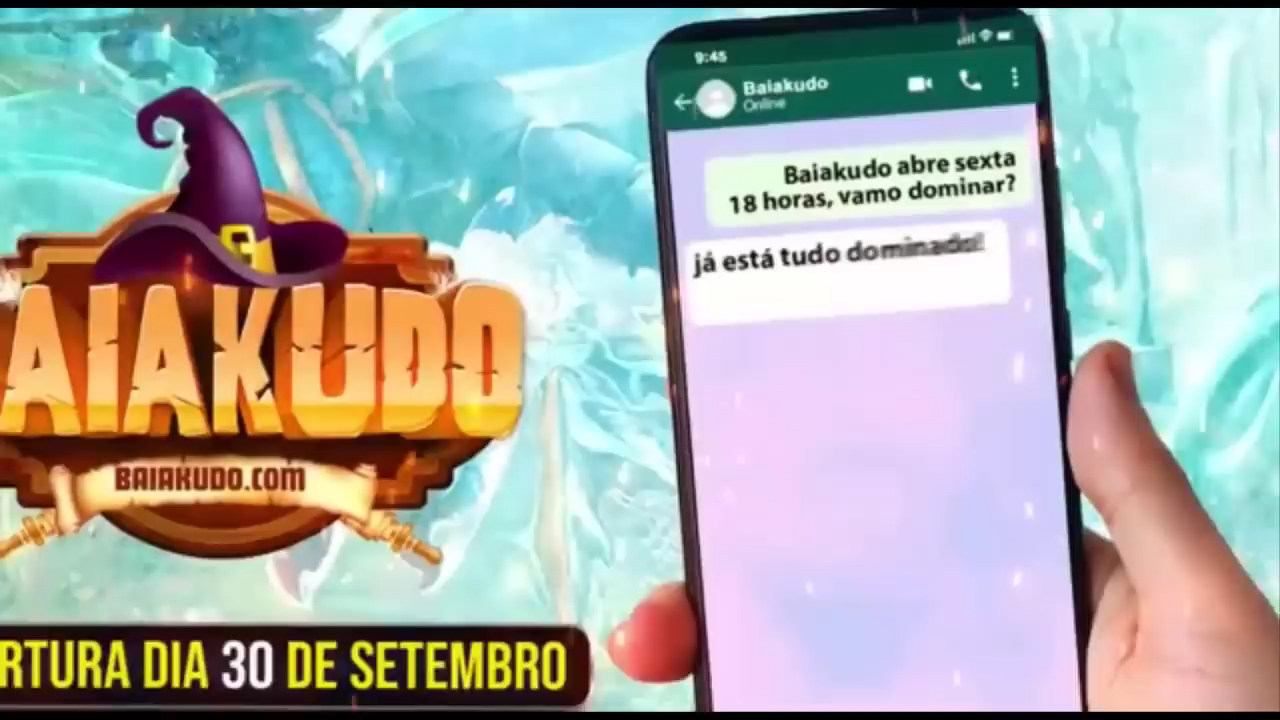 9:45
Baiakudo
Online
Baiakudo abre sexta
18 horas, vamo dominar?
já está tudo dominado!
AIAKUDO
BAIAKUDO.COM
RTURA DIA 30 DE SETEMBRO